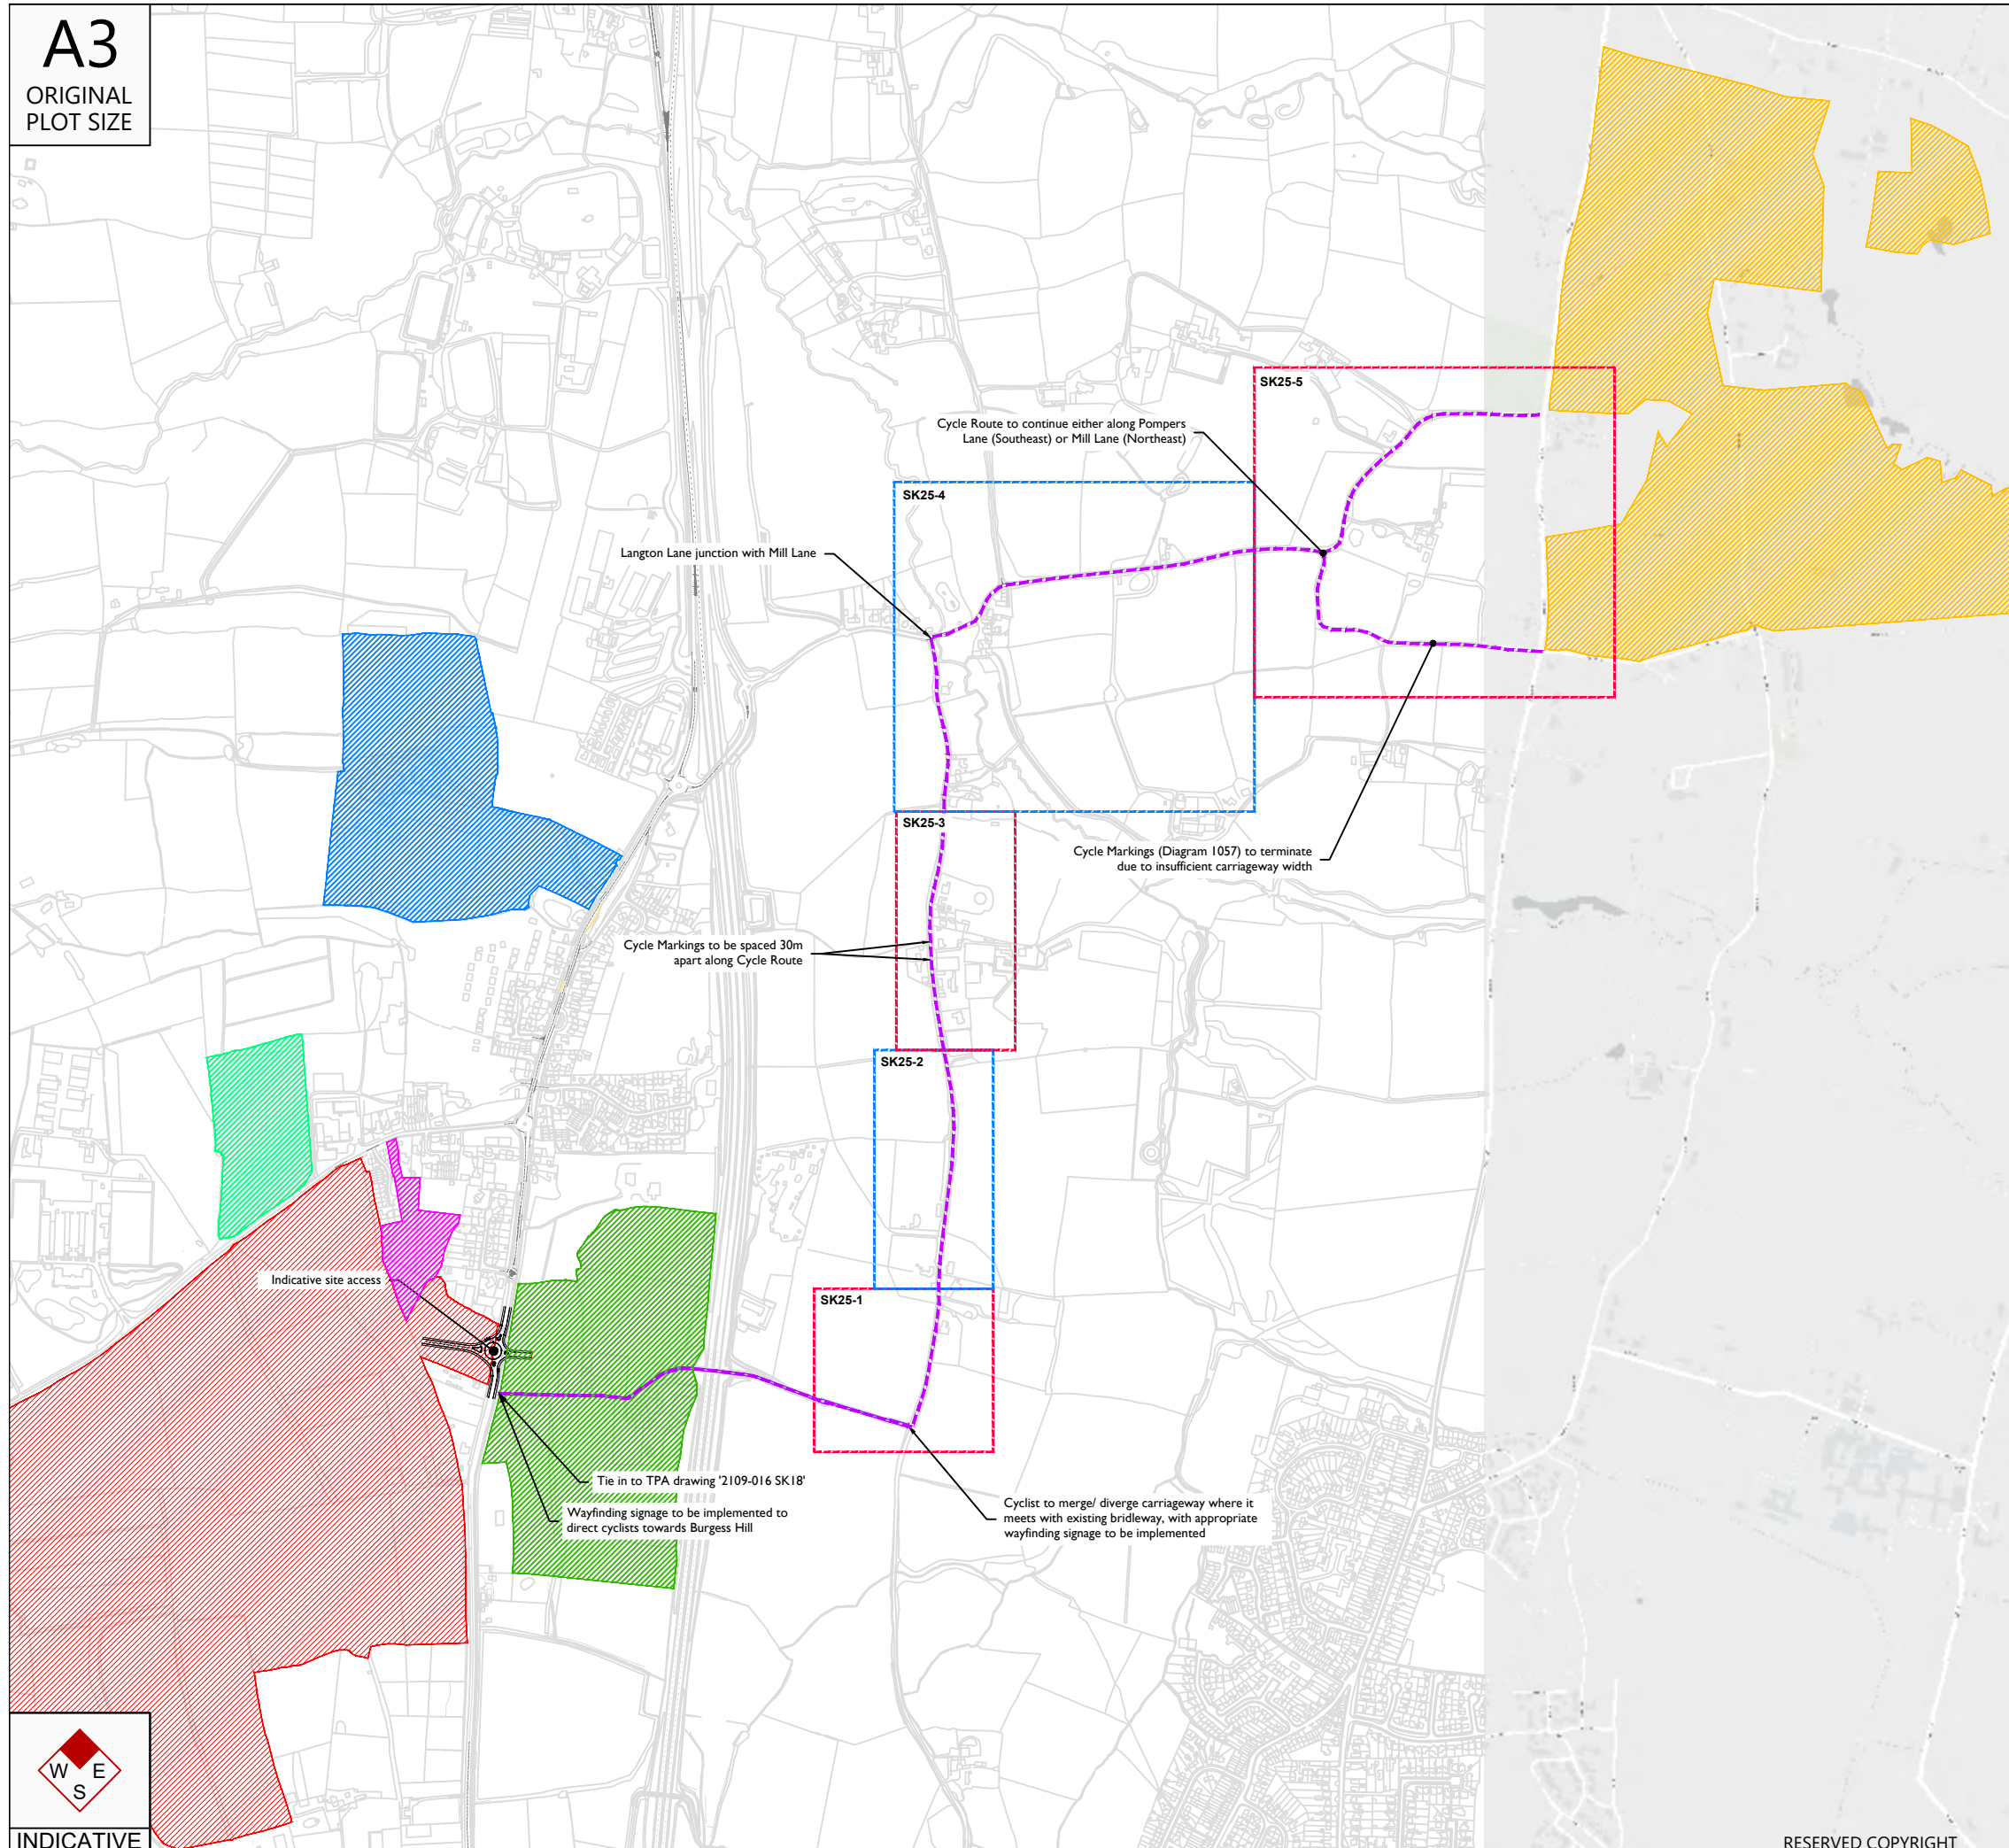 A3
ORIGINAL
PLOT SIZE
SK25-5
Cycle Route to continue either along Pompers
Lane (Southeast) or Mill Lane (Northeast)
SK25-4
Langton Lane junction with Mill Lane
SK25-3
Cycle Markings (Diagram 1057) to terminate
due to insufficient carriageway width
Cycle Markings to be spaced 30m
apart along Cycle Route
SK25-2
Indicative site access
SK25-1
Tie in to TPA drawing '2109-016 SK18'
Wayfinding signage to be implemented to
direct cyclists towards Burgess Hill
Cyclist to merge/ diverge carriageway where it
meets with existing bridleway, with appropriate
wayfinding signage to be implemented
W E
S
INDICATIVE
RESERVED COPYRIGHT